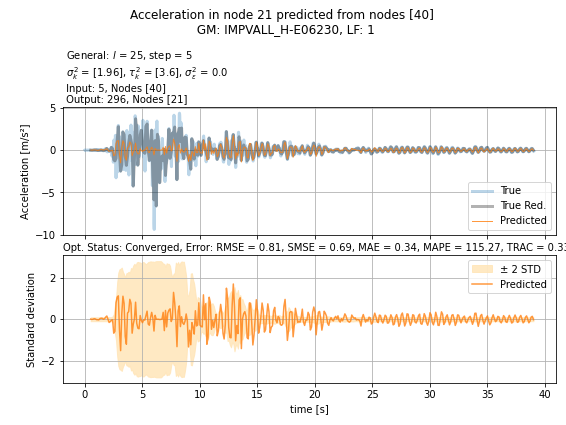 Acceleration in node 21 predicted from nodes [40]
GM: IMPVALL_H-E06230, LF: 1
General: l = 25, step = 5
σ²ₖ = [1.96], τ²ₖ = [3.6], σ²ε = 0.0
Input: 5, Nodes [40]
Output: 296, Nodes [21]
5
0
−5
−10
Acceleration [m/s²]
True
True Red.
Predicted
Opt. Status: Converged, Error: RMSE = 0.81, SMSE = 0.69, MAE = 0.34, MAPE = 115.27, TRAC = 0.33
2
0
−2
Standard deviation
± 2 STD
Predicted
0 5 10 15 20 25 30 35 40
time [s]